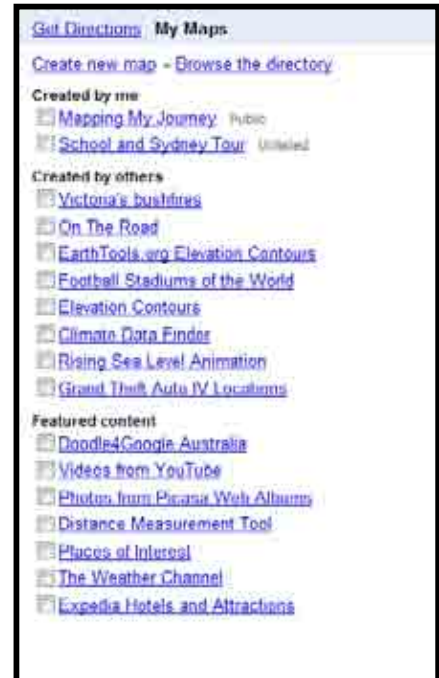 Get Directions My Maps
Create new map - Browse the directory
Created by me
Mapping My Journey Public
School and Sydney Tour Unlisted
Created by others
Victoria's bushfires
On The Road
EarthTools.org Elevation Contours
Football Stadiums of the World
Elevation Contours
Climate Data Finder
Rising Sea Level Animation
Grand Theft Auto IV Locations
Featured content
Doodle4Google Australia
Videos from YouTube
Photos from Picasa Web Albums
Distance Measurement Tool
Places of Interest
The Weather Channel
Expedia Hotels and Attractions